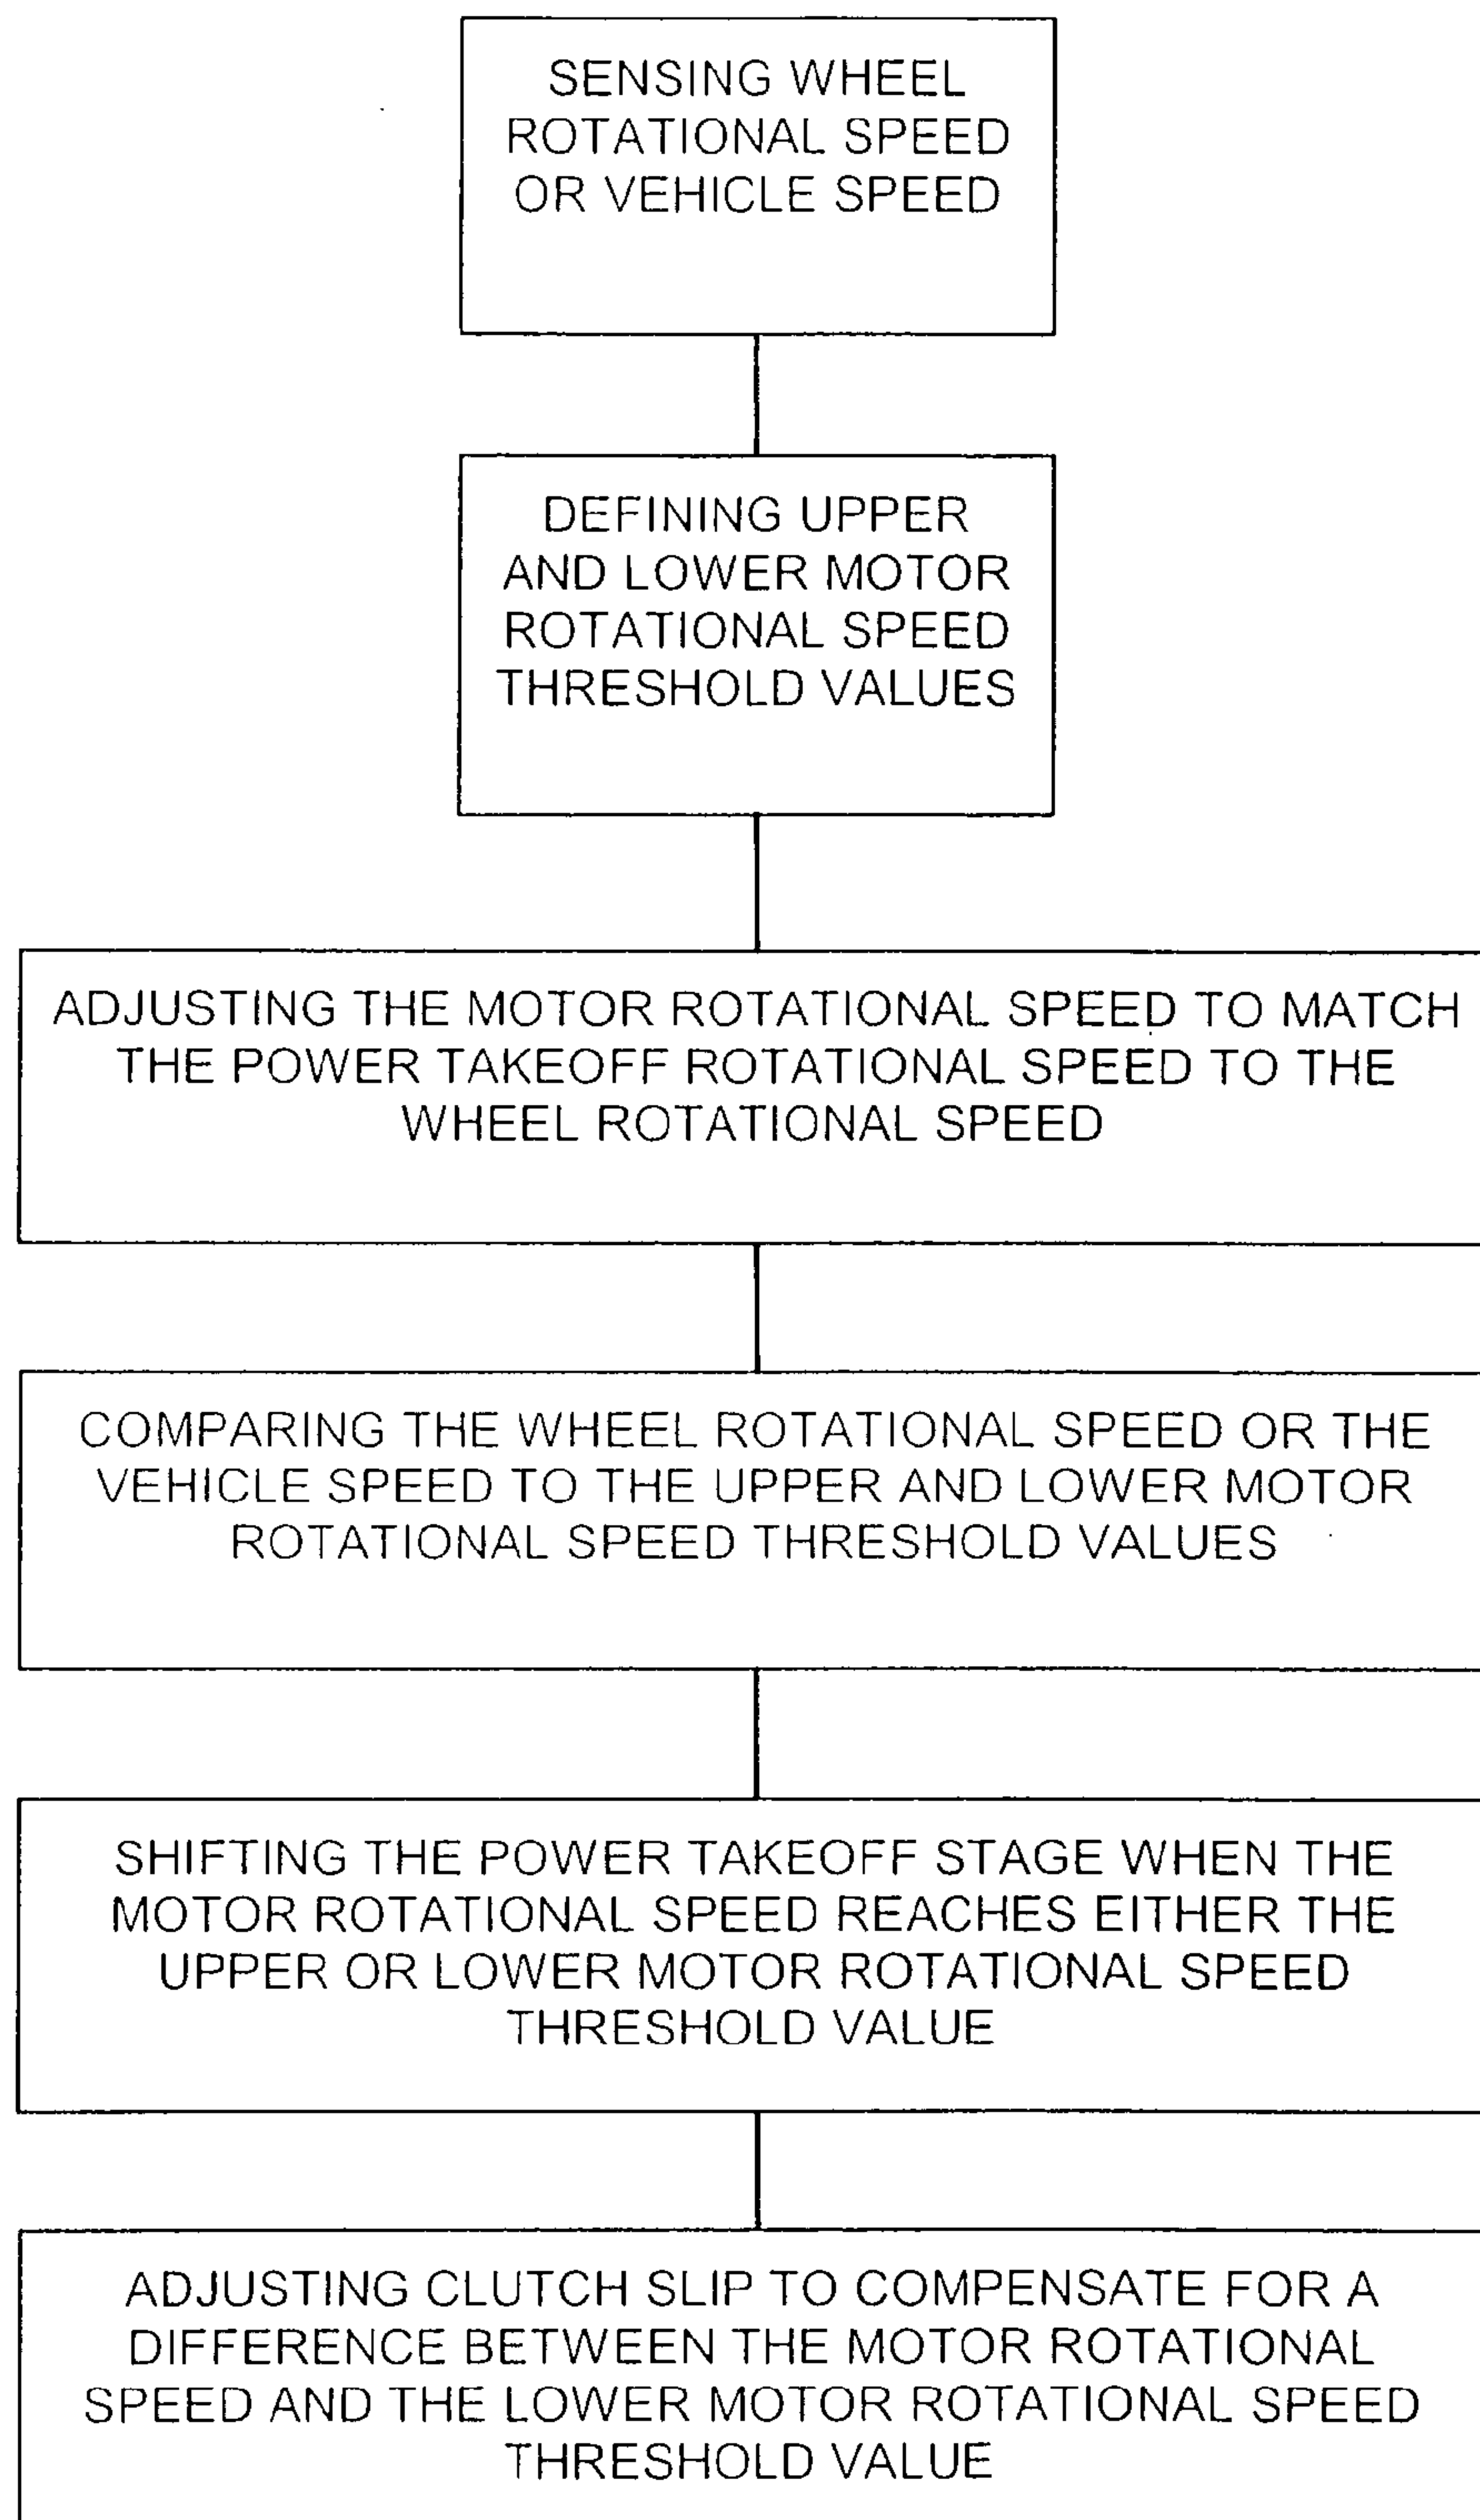 SENSING WHEEL
ROTATIONAL SPEED
OR VEHICLE SPEED
DEFINING UPPER
AND LOWER MOTOR
ROTATIONAL SPEED
THRESHOLD VALUES
ADJUSTING THE MOTOR ROTATIONAL SPEED TO MATCH
THE POWER TAKEOFF ROTATIONAL SPEED TO THE
WHEEL ROTATIONAL SPEED
COMPARING THE WHEEL ROTATIONAL SPEED OR THE
VEHICLE SPEED TO THE UPPER AND LOWER MOTOR
ROTATIONAL SPEED THRESHOLD VALUES
SHIFTING THE POWER TAKEOFF STAGE WHEN THE
MOTOR ROTATIONAL SPEED REACHES EITHER THE
UPPER OR LOWER MOTOR ROTATIONAL SPEED
THRESHOLD VALUE
ADJUSTING CLUTCH SLIP TO COMPENSATE FOR A
DIFFERENCE BETWEEN THE MOTOR ROTATIONAL
SPEED AND THE LOWER MOTOR ROTATIONAL SPEED
THRESHOLD VALUE